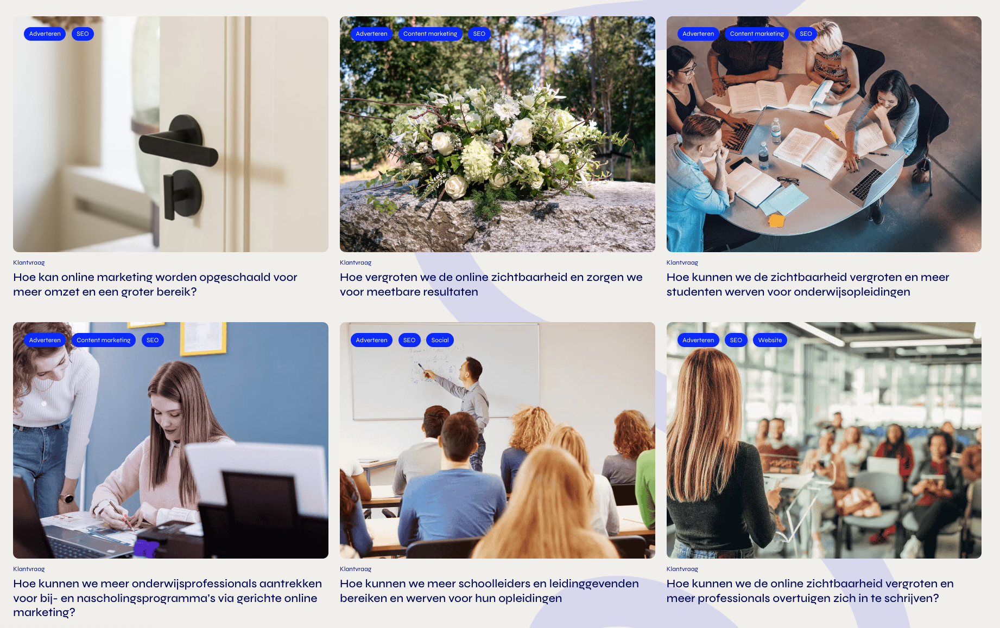 Adverteren SEO
Adverteren Content marketing SEO
Adverteren Content marketing SEO
Klantvraag
Hoe kan online marketing worden opgeschaald voor
meer omzet en een groter bereik?
Klantvraag
Hoe vergroten we de online zichtbaarheid en zorgen we
voor meetbare resultaten
Klantvraag
Hoe kunnen we de zichtbaarheid vergroten en meer
studenten werven voor onderwijsopleidingen
Adverteren Content marketing SEO
Adverteren SEO Social
Adverteren SEO Website
Klantvraag
Hoe kunnen we meer onderwijsprofessionals aantrekken
voor bij- en nascholingsprogramma’s via gerichte online
marketing?
Klantvraag
Hoe kunnen we meer schoolleiders en leidinggevenden
bereiken en werven voor hun opleidingen
Klantvraag
Hoe kunnen we de online zichtbaarheid vergroten en
meer professionals overtuigen zich in te schrijven?